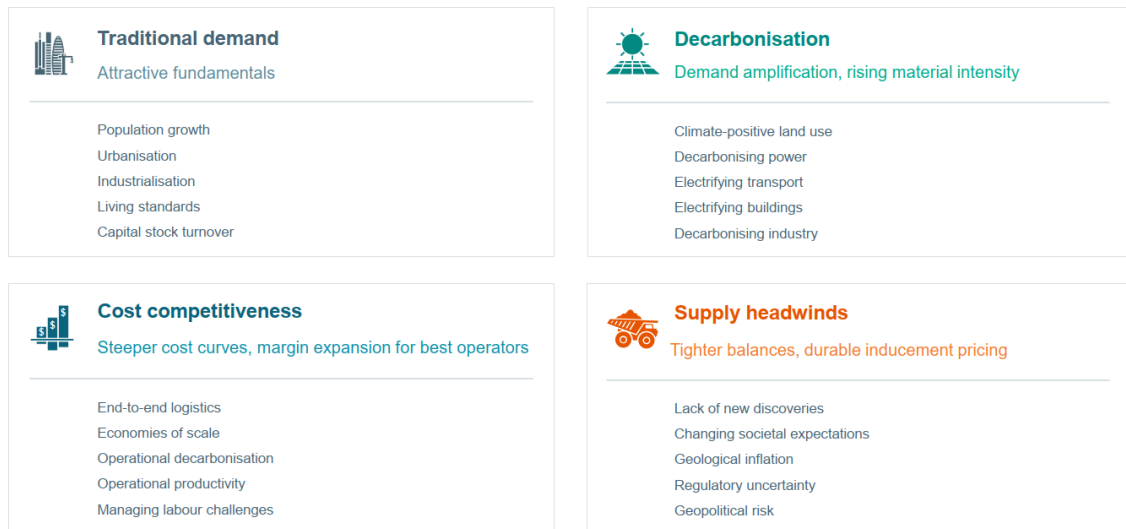 Traditional demand
Attractive fundamentals
Population growth
Urbanisation
Industrialisation
Living standards
Capital stock turnover
Decarbonisation
Demand amplification, rising material intensity
Climate-positive land use
Decarbonising power
Electrifying transport
Electrifying buildings
Decarbonising industry
$ $ $
Cost competitiveness
Steeper cost curves, margin expansion for best operators
End-to-end logistics
Economies of scale
Operational decarbonisation
Operational productivity
Managing labour challenges
Supply headwinds
Tighter balances, durable inducement pricing
Lack of new discoveries
Changing societal expectations
Geological inflation
Regulatory uncertainty
Geopolitical risk